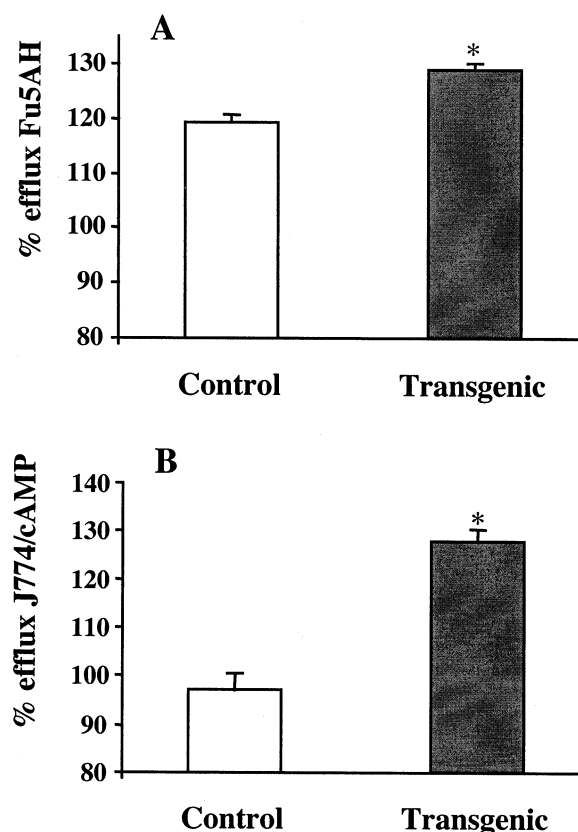 A
% efflux Fu5AH
130
120
110
100
90
80
*
Control Transgenic
B
% efflux J774/cAMP
140
130
120
110
100
90
80
*
Control Transgenic